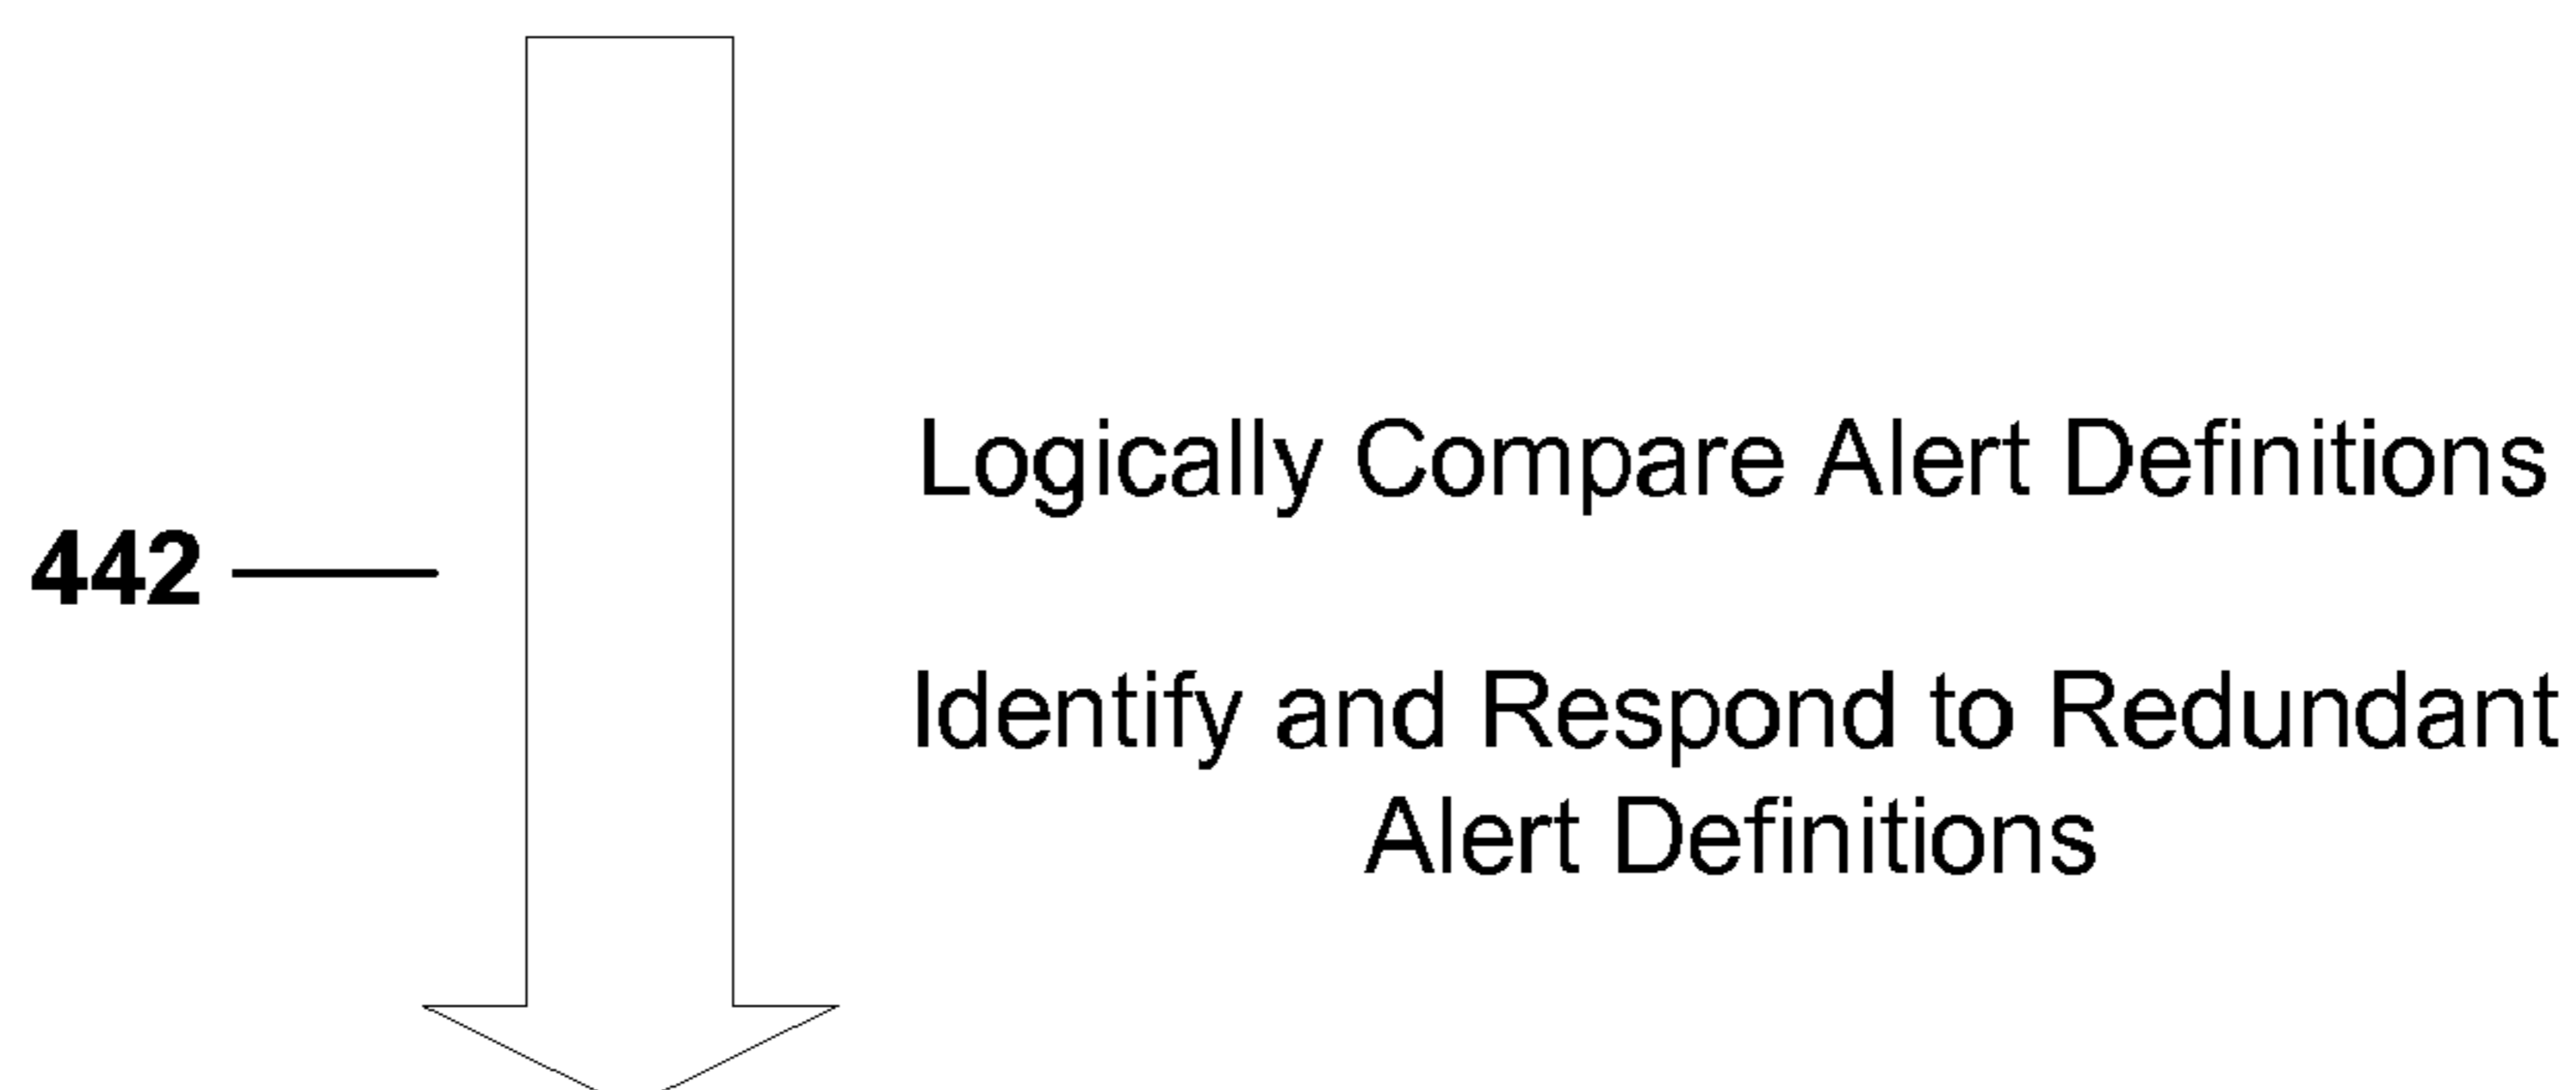 Logically Compare Alert Definitions
442
Identify and Respond to Redundant
Alert Definitions